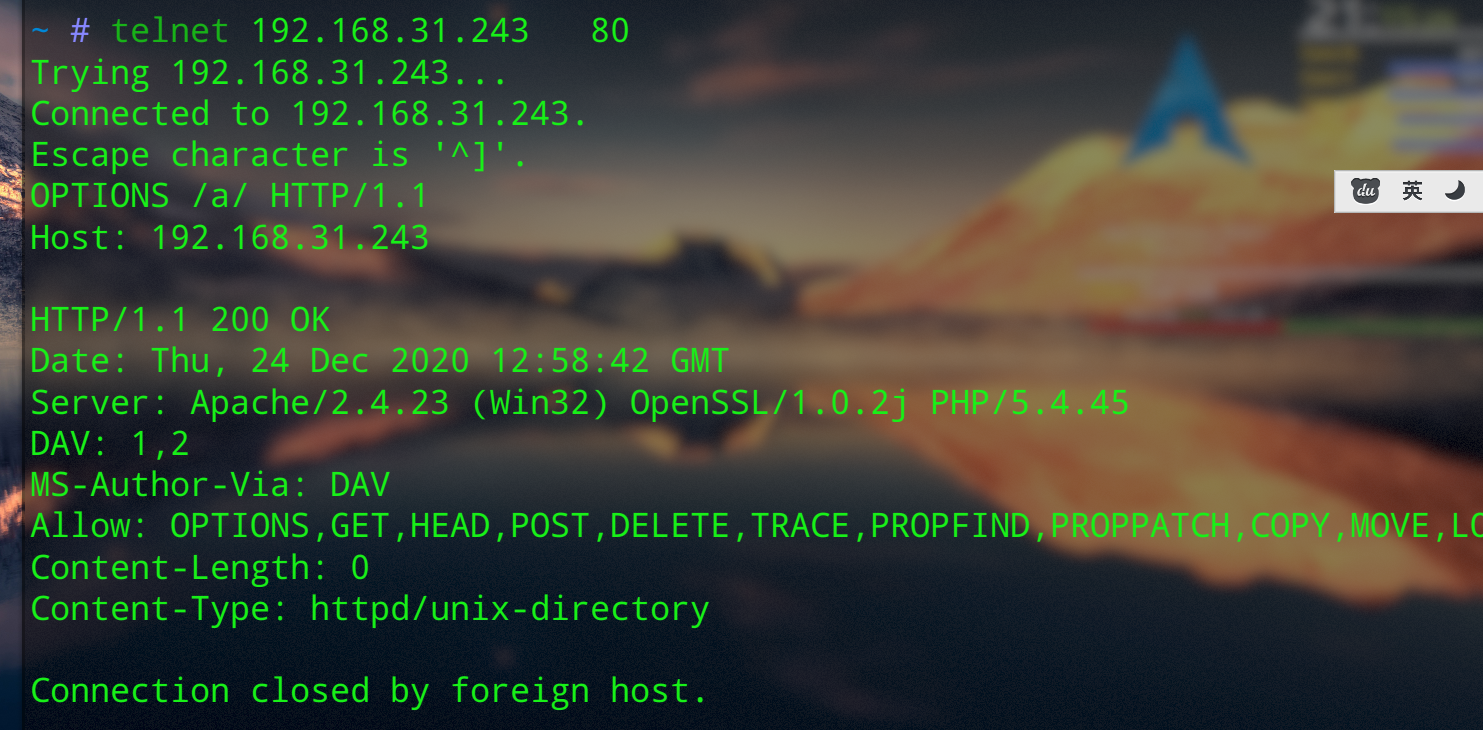 ~ # telnet 192.168.31.243   80
Trying 192.168.31.243...
Connected to 192.168.31.243.
Escape character is '^]'.
OPTIONS /a/ HTTP/1.1
Host: 192.168.31.243
du 英
HTTP/1.1 200 OK
Date: Thu, 24 Dec 2020 12:58:42 GMT
Server: Apache/2.4.23 (Win32) OpenSSL/1.0.2j PHP/5.4.45
DAV: 1,2
MS-Author-Via: DAV
Allow: OPTIONS,GET,HEAD,POST,DELETE,TRACE,PROPFIND,PROPPATCH,COPY,MOVE,LO
Content-Length: 0
Content-Type: httpd/unix-directory
Connection closed by foreign host.